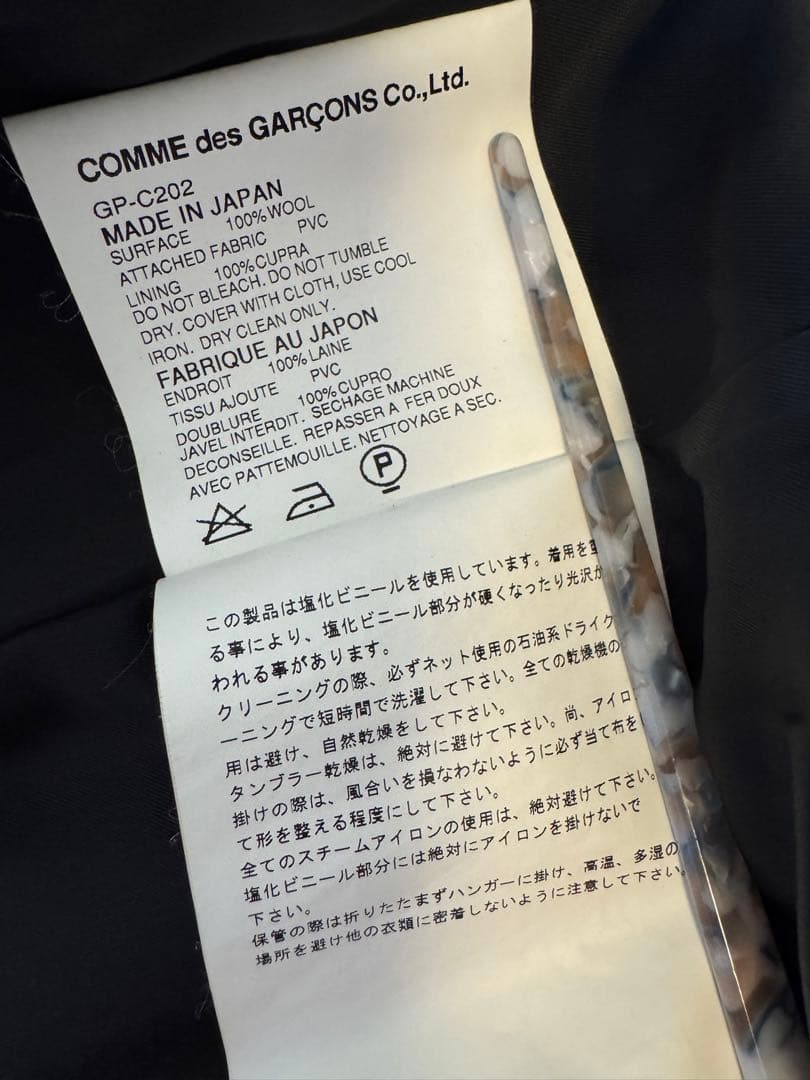 COMME des GARÇONS Co.,Ltd.
GP-C202
MADE IN JAPAN
SURFACE 100% WOOL
ATTACHED FABRIC PVC
LINING 100% CUPRA
DO NOT BLEACH. DO NOT TUMBLE
DRY. COVER WITH CLOTH, USE COOL
IRON. DRY CLEAN ONLY.
FABRIQUE AU JAPON
ENDROIT 100% LAINE
TISSU AJOUTE PVC
DOUBLURE 100% CUPRO
JAVEL INTERDIT. SECHAGE MACHINE
DECONSEILLE. REPASSER A FER DOUX
AVEC PATTEMOUILLE. NETTOYAGE A SEC.
P
この製品は塩化ビニールを使用しています。着用を重
る事により、塩化ビニール部分が硬くなったり光沢が
われる事があります。
クリーニングの際、必ずネット使用の石油系ドライク
ーニングで短時間で洗濯して下さい。全ての乾燥機の
用は避け、自然乾燥をして下さい。
タンブラー乾燥は、絶対に避けて下さい。尚、アイロ
掛けの際は、風合いを損なわないように必ず当て布を
て形を整える程度にして下さい。
全てのスチームアイロンの使用は、絶対避けて下さい。
塩化ビニール部分には絶対にアイロンを掛けないで
下さい。
保管の際は折りたたまずハンガーに掛け、高温、多湿の
場所を避け他の衣類に密着しないように注意して下さい。